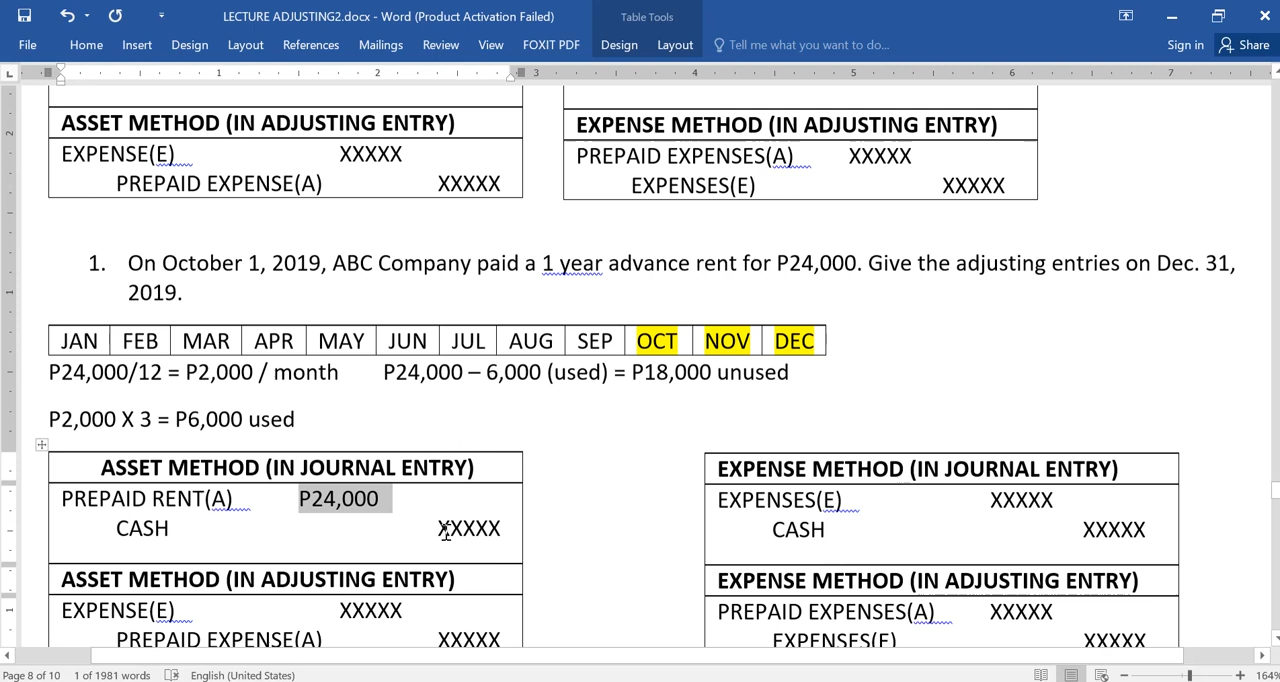 LECTURE ADJUSTING2.docx - Word (Product Activation Failed)
Table Tools
File Home Insert Design Layout References Mailings Review View FOXIT PDF Design Layout Tell me what you want to do... Sign in Share
1 2 3 4 5 6 7
ASSET METHOD (IN ADJUSTING ENTRY)
EXPENSE(E) XXXXX
PREPAID EXPENSE(A) XXXXX
EXPENSE METHOD (IN ADJUSTING ENTRY)
PREPAID EXPENSES(A) XXXXX
EXPENSES(E) XXXXX
1. On October 1, 2019, ABC Company paid a 1 year advance rent for P24,000. Give the adjusting entries on Dec. 31,
2019.
JAN FEB MAR APR MAY JUN JUL AUG SEP OCT NOV DEC
P24,000/12 = P2,000 / month P24,000 – 6,000 (used) = P18,000 unused
P2,000 X 3 = P6,000 used
ASSET METHOD (IN JOURNAL ENTRY)
PREPAID RENT(A) P24,000
CASH XXXXX
ASSET METHOD (IN ADJUSTING ENTRY)
EXPENSE(E) XXXXX
PREPAID EXPENSE(A) XXXXX
EXPENSE METHOD (IN JOURNAL ENTRY)
EXPENSES(E) XXXXX
CASH XXXXX
EXPENSE METHOD (IN ADJUSTING ENTRY)
PREPAID EXPENSES(A) XXXXX
EXPENSES(E) XXXXX
Page 8 of 10 1 of 1981 words English (United States) 164%